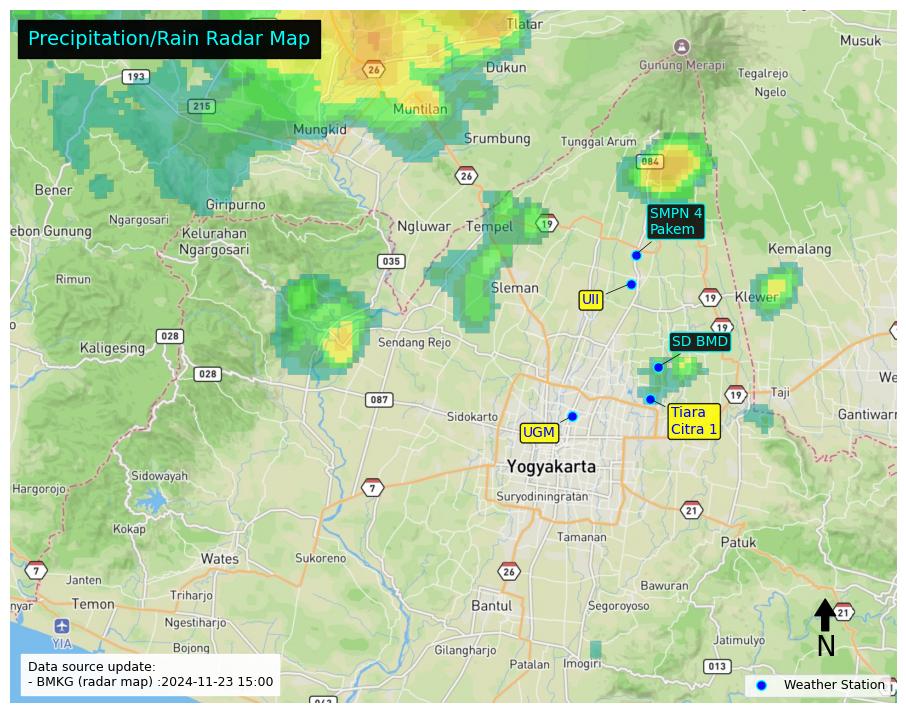 Precipitation/Rain Radar Map
Tlatar
Musuk
26
Gunung Merapi
193
Dukun
Tegalrejo
Ngelo
215
Muntilan
Mungkid
Srumbung
Tunggal Arum
084
26
Bener
Giripurno
SMPN 4
Pakem
Ngargosari
Ngluwar
Tempel
19
ebon Gunung
Kelurahan
Ngargosari
Kemalang
035
Rimun
Sleman
UII
19
Klewer
19
028
Kaligesing
Sendang Rejo
SD BMD
028
We
Taji
087
19
Sidokarto
Tiara
Citra 1
Gantiwarn
UGM
Yogyakarta
Sidowayah
Hargorojo
7
Suryodiningratan
21
Kokap
Tamanan
Patuk
Wates
Sukoreno
7
26
Janten
Bawuran
Triharjo
nyar
Temon
Bantul
Segoroyoso
21
Ngestiharjo
YIA
N
Jatimulyo
Bojong
Gilangharjo
Patalan
Imogiri
013
Data source update:
- BMKG (radar map) :2024-11-23 15:00
Weather Station